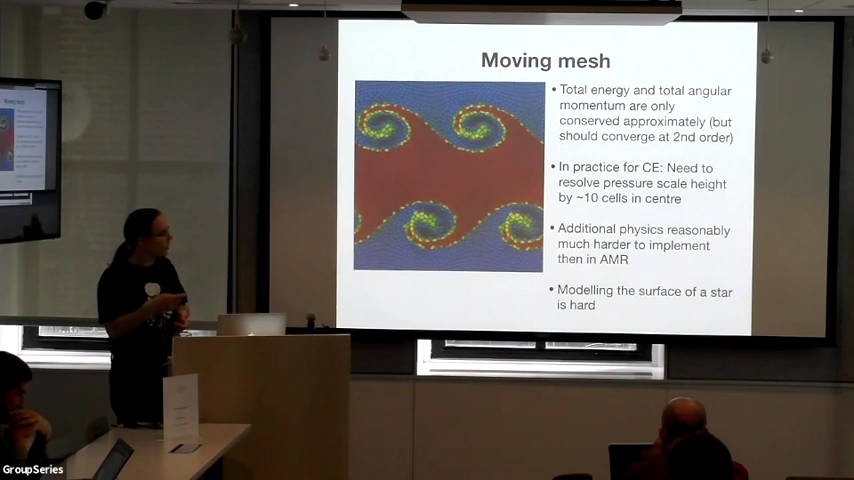 Moving mesh
• Total energy and total angular
momentum are only
conserved approximately (but
should converge at 2nd order)
• In practice for CE: Need to
resolve pressure scale height
by ~10 cells in centre
• Additional physics reasonably
much harder to implement
then in AMR
• Modelling the surface of a star
is hard
Moving mesh
GroupSeries